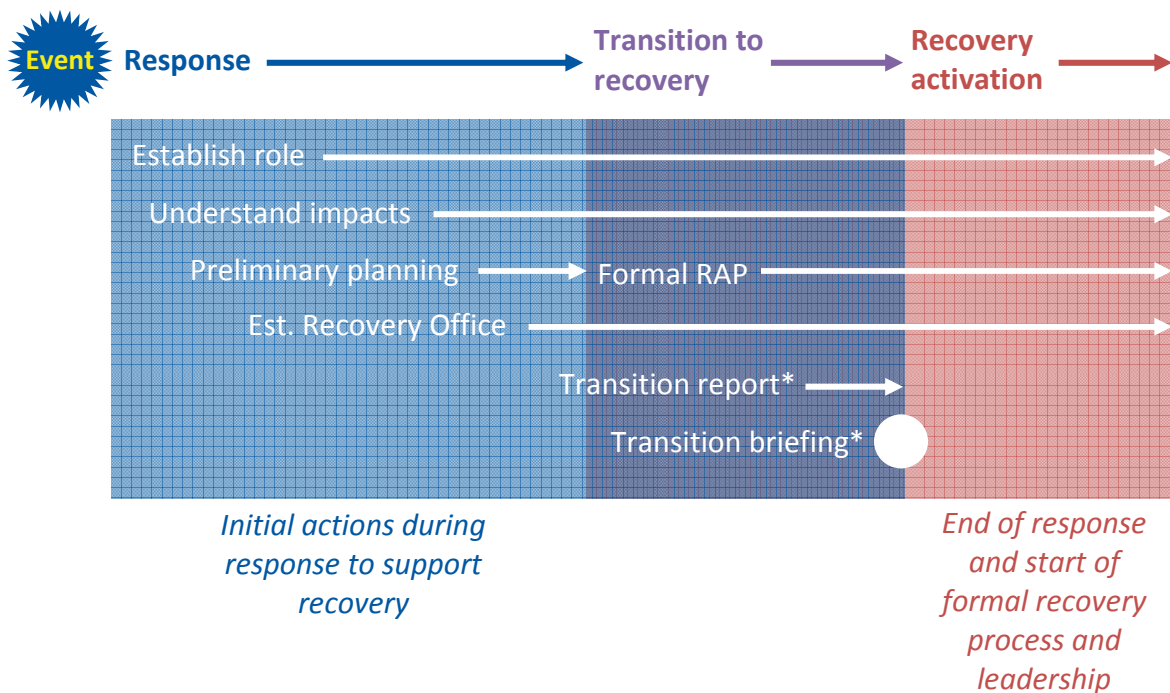 Event
Response
Transition to
recovery
Recovery
activation
Establish role
Understand impacts
Preliminary planning
Formal RAP
Est. Recovery Office
Transition report*
Transition briefing*
Initial actions during
response to support
recovery
End of response
and start of
formal recovery
process and
leadership